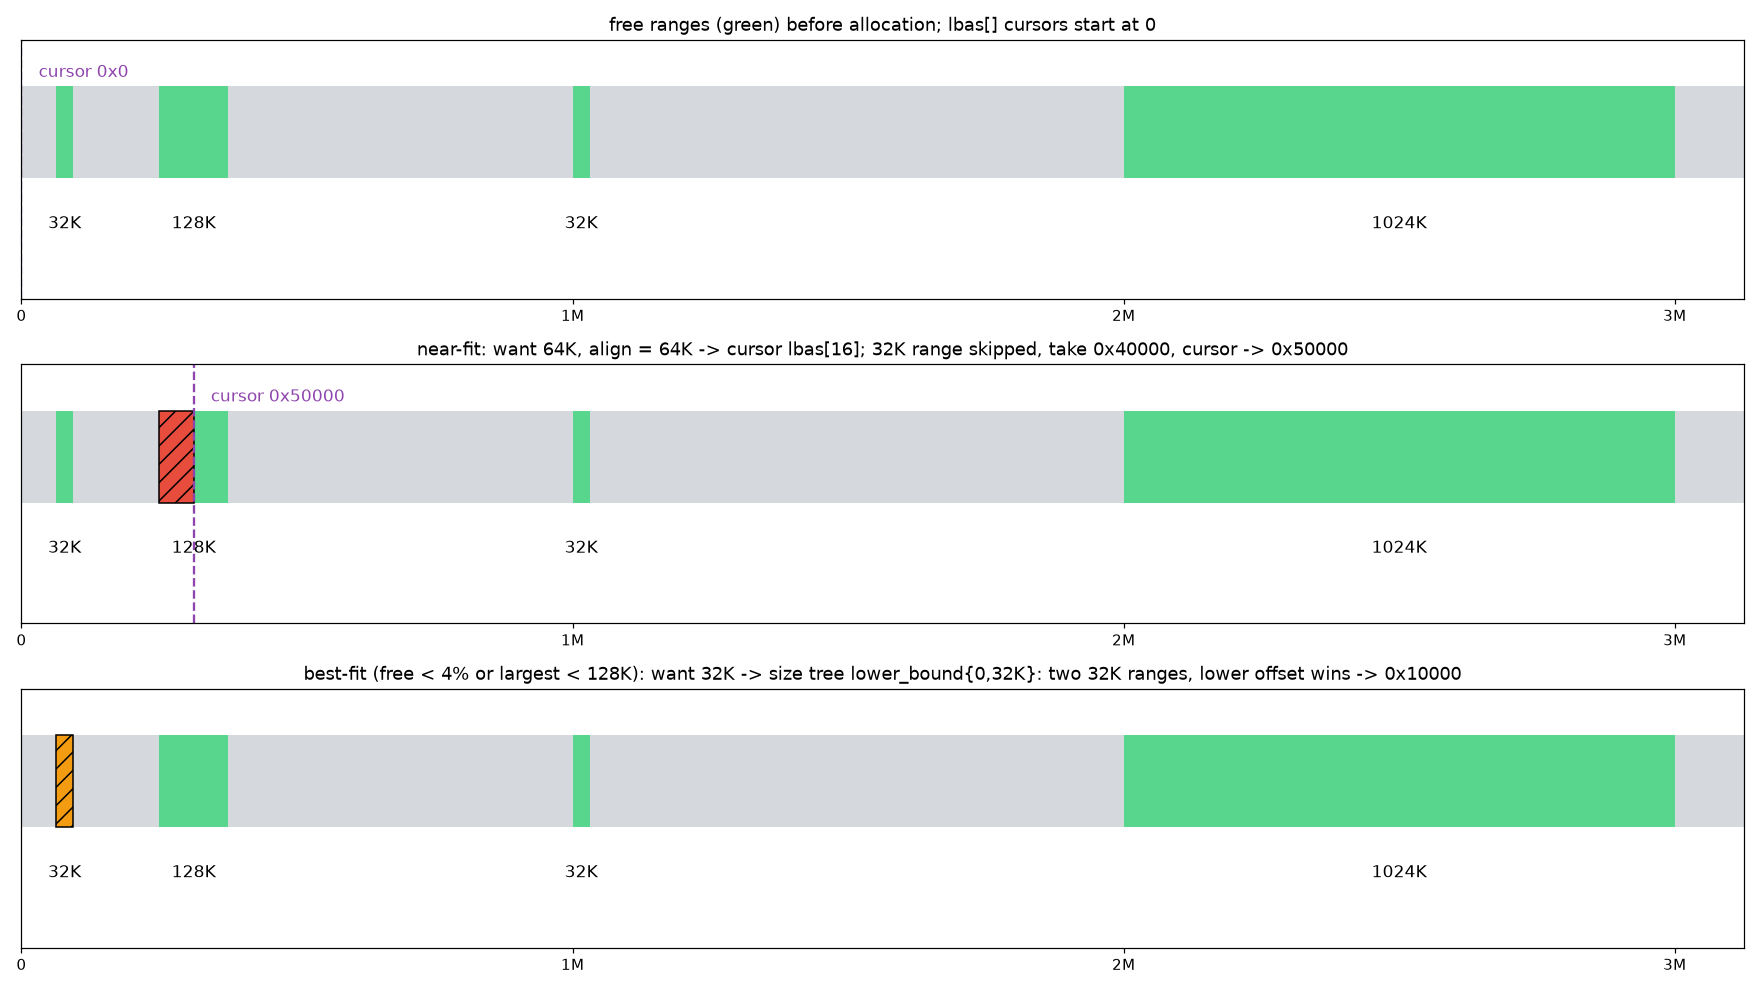 free ranges (green) before allocation; lbas[] cursors start at 0
cursor 0x0
32K 128K 32K 1024K
0 1M 2M 3M
near-fit: want 64K, align = 64K -> cursor lbas[16]; 32K range skipped, take 0x40000, cursor -> 0x50000
cursor 0x50000
32K 128K 32K 1024K
0 1M 2M 3M
best-fit (free < 4% or largest < 128K): want 32K -> size tree lower_bound{0,32K}: two 32K ranges, lower offset wins -> 0x10000
32K 128K 32K 1024K
0 1M 2M 3M